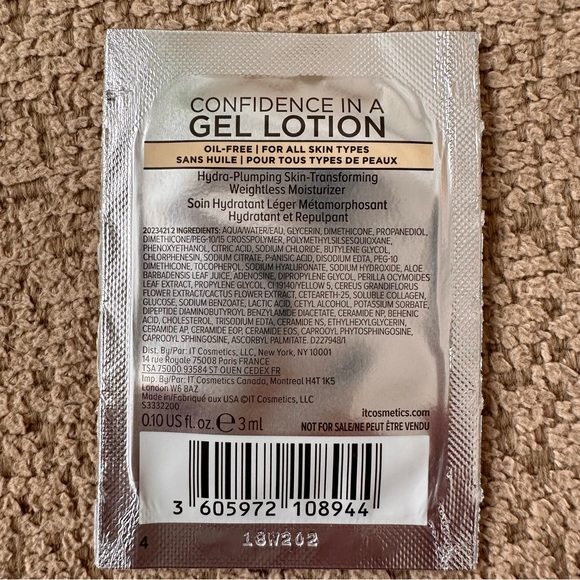 CONFIDENCE IN A
GEL LOTION
OIL-FREE | FOR ALL SKIN TYPES
SANS HUILE | POUR TOUS TYPES DE PEAUX
Hydra-Plumping Skin-Transforming
Weightless Moisturizer
Soin Hydratant Léger Métamorphosant
Hydratant et Repulpant
2023421 2 INGREDIENTS: AQUA/WATER/EAU, GLYCERIN, DIMETHICONE, PROPANEDIOL,
DIMETHICONE/PEG-10/15 CROSSPOLYMER, POLYMETHYLSILSESQUIOXANE,
PHENOXYETHANOL, CITRIC ACID, SODIUM CHLORIDE, BUTYLENE GLYCOL,
CHLORPHENESIN, SODIUM CITRATE, P-ANISIC ACID, DISODIUM EDTA, PEG-10
DIMETHICONE, TOCOPHEROL, SODIUM HYALURONATE, SODIUM HYDROXIDE, ALOE
BARBADENSIS LEAF JUICE, ADENOSINE, DIPROPYLENE GLYCOL, PERILLA OCYMOIDES
LEAF EXTRACT, PROPYLENE GLYCOL, CI 19140/YELLOW 5, CEREUS GRANDIFLORUS
FLOWER EXTRACT/CACTUS FLOWER EXTRACT, CETEARETH-25, SOLUBLE COLLAGEN,
GLUCOSE, SODIUM BENZOATE, LACTIC ACID, CETYL ALCOHOL, POTASSIUM SORBATE,
DIPEPTIDE DIAMINOBUTYROYL BENZYLAMIDE DIACETATE, CERAMIDE NP, BEHENIC
ACID, CHOLESTEROL, TRISODIUM EDTA, CERAMIDE NS, ETHYLHEXYLGLYCERIN,
CERAMIDE AP, CERAMIDE EOP, CERAMIDE EOS, CAPROOYL PHYTOSPHINGOSINE,
CAPROOYL SPHINGOSINE, ASCORBYL PALMITATE. D227948/1
Dist. By/Par: IT Cosmetics, LLC, New York, NY 10001
14 rue Royale 75008 Paris FRANCE
TSA 75000 93584 ST OUEN CEDEX FR
Imp. By/Par: IT Cosmetics Canada, Montreal H4T 1K5
London W6 8AZ
Made in/Fabriqué aux USA ©IT Cosmetics, LLC
S3332200
itcosmetics.com
0.10 US fl. oz. e 3 ml
NOT FOR SALE/NE PEUT ÊTRE VENDU
3 605972 108944
18W202
4